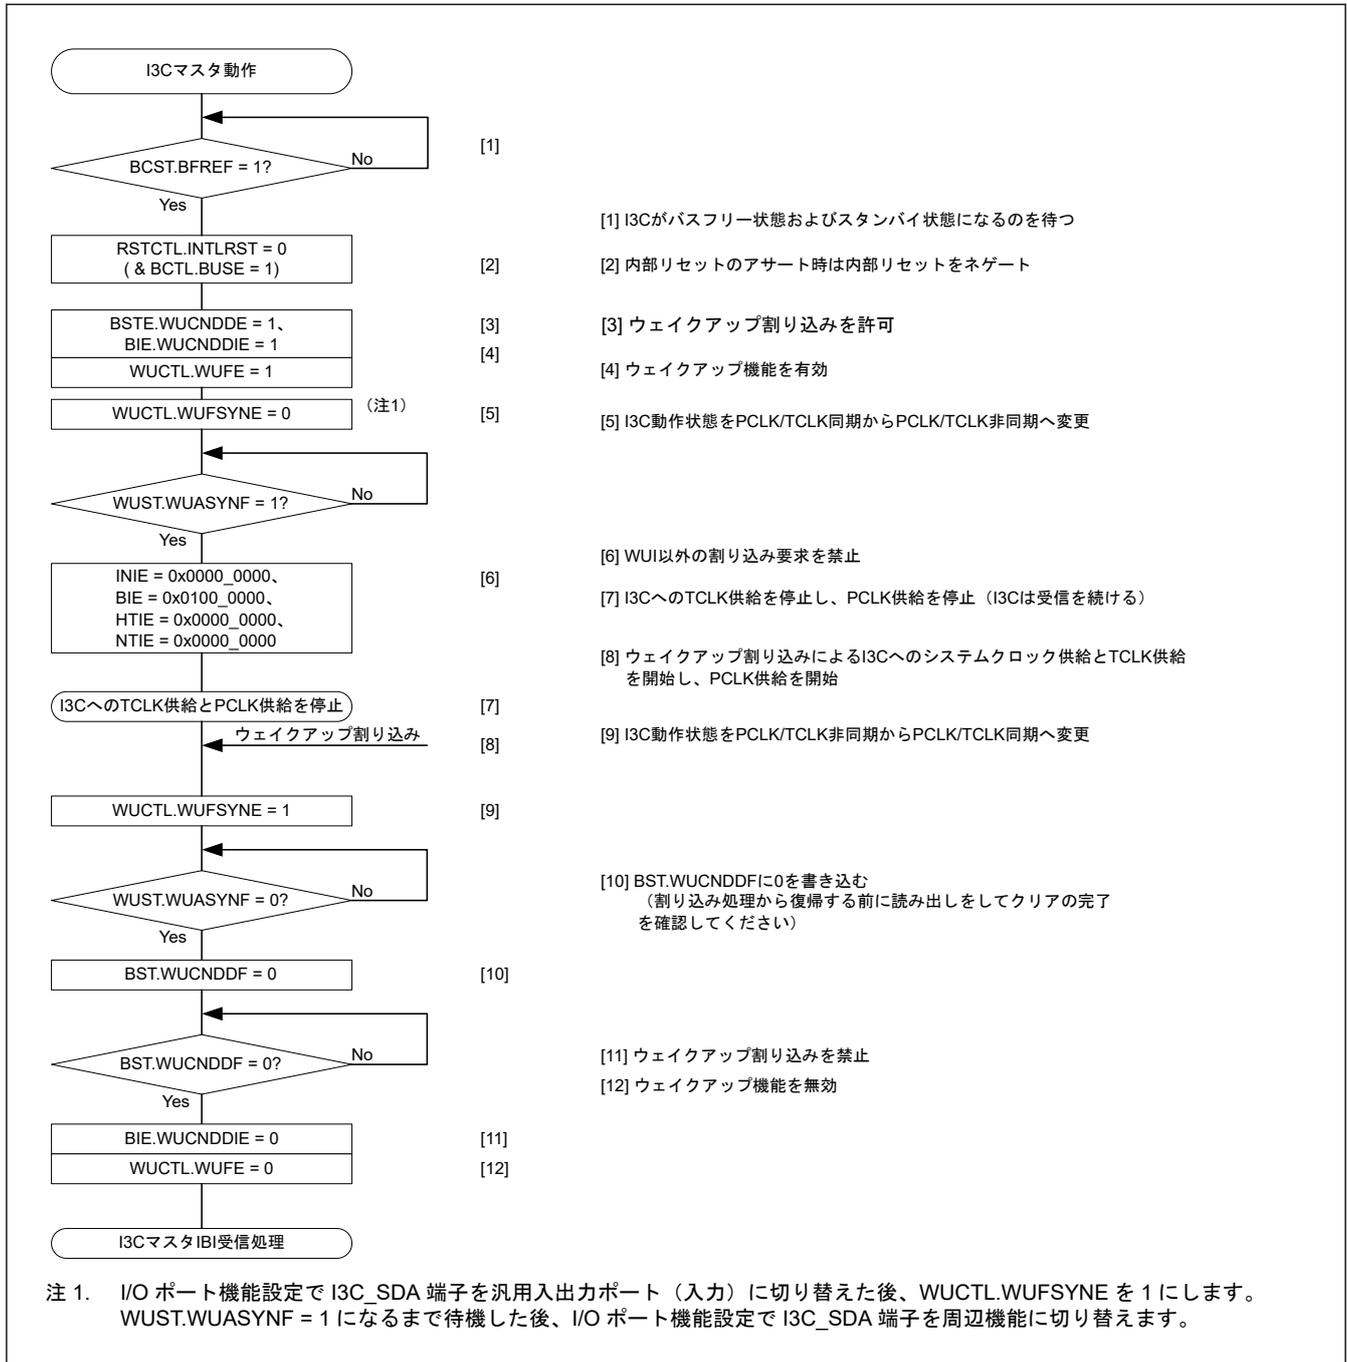 I3Cマスタ動作
BCST.BFREF = 1?
No
[1]
Yes
[1] I3Cがバスフリー状態およびスタンバイ状態になるのを待つ
RSTCTL.INTLRST = 0
( & BCTL.BUSE = 1)
[2]
[2] 内部リセットのアサート時は内部リセットをネゲート
BSTE.WUCNDDE = 1、
BIE.WUCNDDIE = 1
[3]
[3] ウェイクアップ割り込みを許可
[4]
WUCTL.WUFE = 1
[4] ウェイクアップ機能を有効
WUCTL.WUFSYNE = 0
（注1）
[5]
[5] I3C動作状態をPCLK/TCLK同期からPCLK/TCLK非同期へ変更
WUST.WUASYNF = 1?
No
Yes
[6] WUI以外の割り込み要求を禁止
INIE = 0x0000_0000、
BIE = 0x0100_0000、
HTIE = 0x0000_0000、
NTIE = 0x0000_0000
[6]
[7] I3CへのTCLK供給を停止し、PCLK供給を停止（I3Cは受信を続ける）
[8] ウェイクアップ割り込みによるI3Cへのシステムクロック供給とTCLK供給
を開始し、PCLK供給を開始
I3CへのTCLK供給とPCLK供給を停止
[7]
ウェイクアップ割り込み
[8]
[9] I3C動作状態をPCLK/TCLK非同期からPCLK/TCLK同期へ変更
WUCTL.WUFSYNE = 1
[9]
WUST.WUASYNF = 0?
No
Yes
[10] BST.WUCNDDFに0を書き込む
（割り込み処理から復帰する前に読み出しをしてクリアの完了
を確認してください）
BST.WUCNDDF = 0
[10]
BST.WUCNDDF = 0?
No
Yes
[11] ウェイクアップ割り込みを禁止
[12] ウェイクアップ機能を無効
BIE.WUCNDDIE = 0
[11]
WUCTL.WUFE = 0
[12]
I3CマスタIBI受信処理
注 1. I/O ポート機能設定で I3C_SDA 端子を汎用入出力ポート（入力）に切り替えた後、WUCTL.WUFSYNE を 1 にします。
WUST.WUASYNF = 1 になるまで待機した後、I/O ポート機能設定で I3C_SDA 端子を周辺機能に切り替えます。